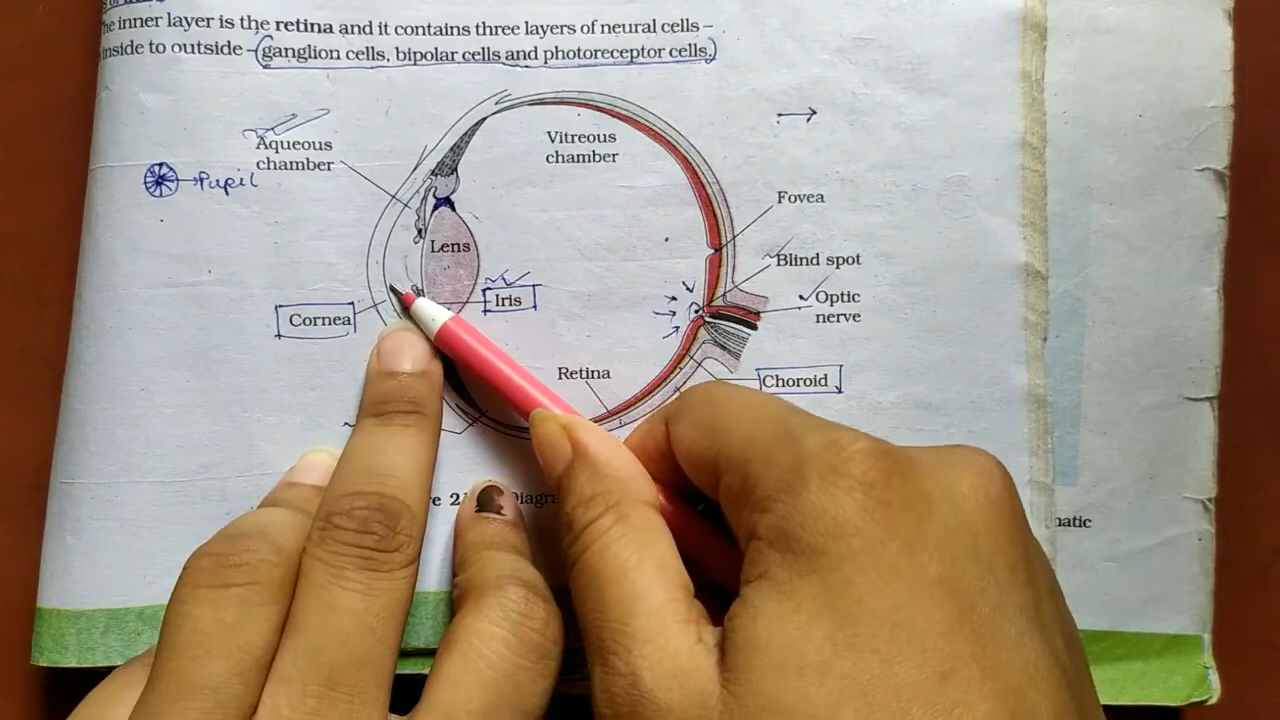 he inner layer is the retina and it contains three layers of neural cells –
inside to outside – ganglion cells, bipolar cells and photoreceptor cells.
Aqueous
chamber
Pupil
Vitreous
chamber
Fovea
Lens
Blind spot
Iris
Optic
nerve
Cornea
Retina
Choroid
matic